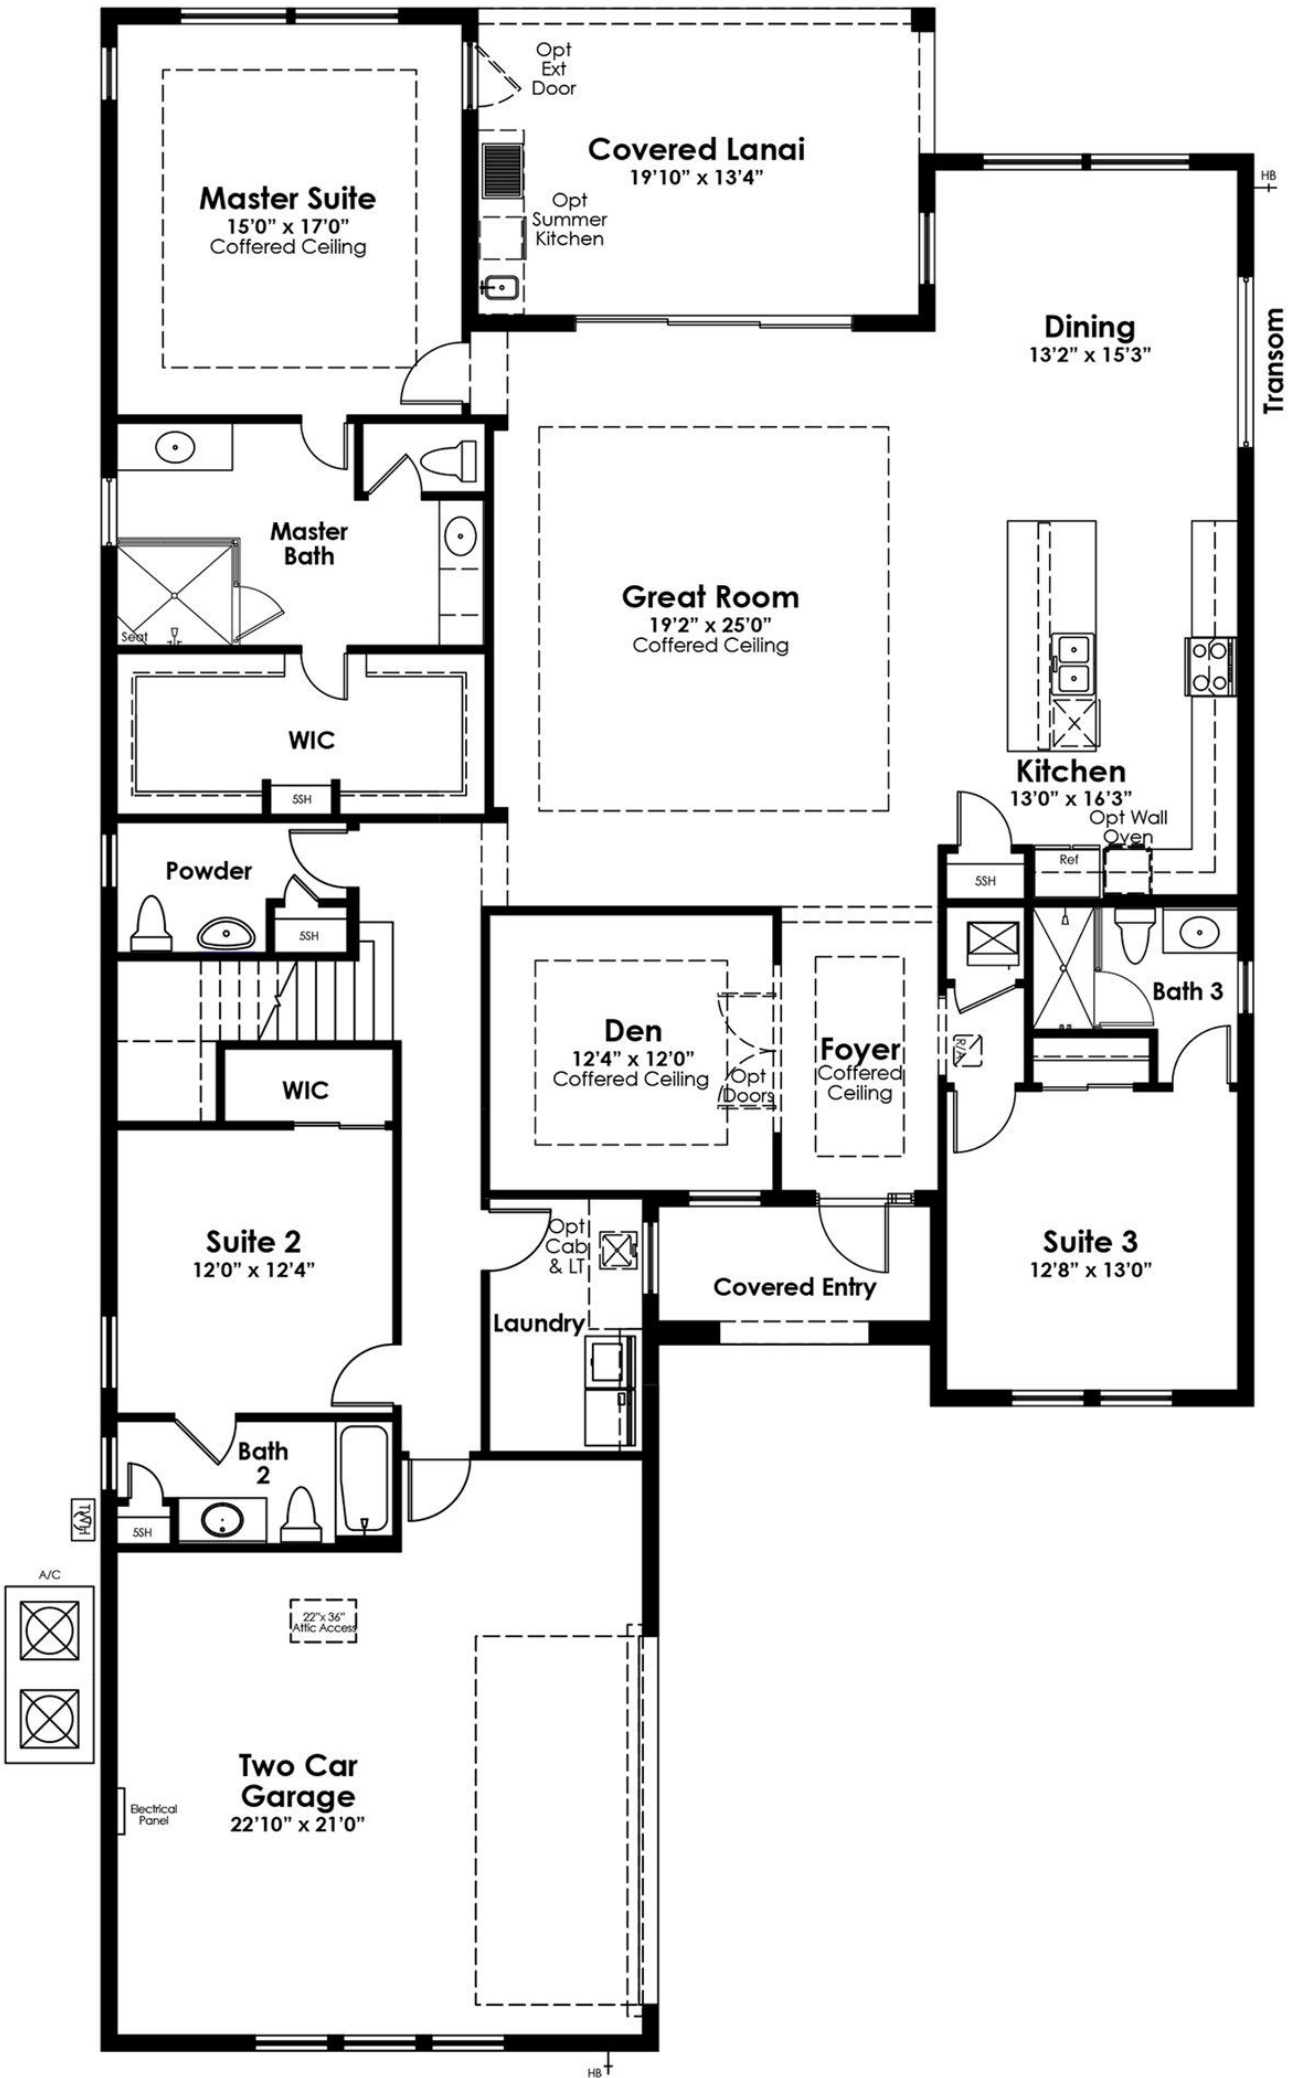 Opt
Ext
Door
Covered Lanai
19'10" x 13'4"
Master Suite
15'0" x 17'0"
Coffered Ceiling
Opt
Summer
Kitchen
HB
Dining
13'2" x 15'3"
Transom
Master
Bath
Seat
Great Room
19'2" x 25'0"
Coffered Ceiling
WIC
5SH
Kitchen
13'0" x 16'3"
Opt Wall
Oven
Ref
5SH
Powder
5SH
Den
12'4" x 12'0"
Coffered Ceiling
Opt
Doors
Foyer
Coffered
Ceiling
R/A
Bath 3
WIC
Suite 2
12'0" x 12'4"
Opt
Cab
& LT
Laundry
Covered Entry
Suite 3
12'8" x 13'0"
Bath
2
5SH
TWH
A/C
22"x 36"
Attic Access
Two Car
Garage
22'10" x 21'0"
Electrical
Panel
HB